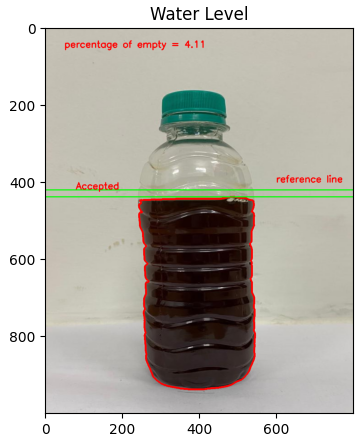 Water Level
0
200
400
600
800
percentage of empty = 4.11
Accepted
reference line
0
200
400
600